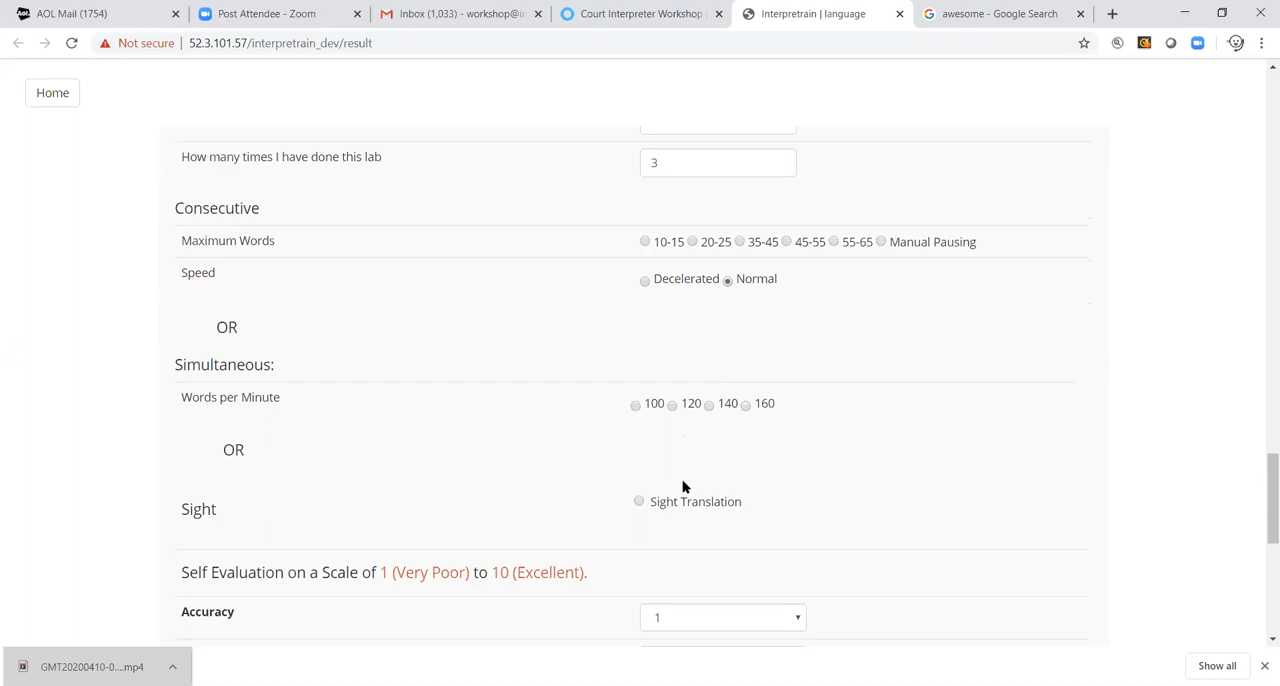 AOL Mail (1754)
Post Attendee - Zoom
Inbox (1,033) - workshop@in
Court Interpreter Workshop
Interpretrain | language
awesome - Google Search
Not secure | 52.3.101.57/interpretrain_dev/result
Home
How many times I have done this lab
3
Consecutive
Maximum Words
10-15 20-25 35-45 45-55 55-65 Manual Pausing
Speed
Decelerated Normal
OR
Simultaneous:
Words per Minute
100 120 140 160
OR
Sight
Sight Translation
Self Evaluation on a Scale of 1 (Very Poor) to 10 (Excellent).
Accuracy
1
GMT20200410-0....mp4
Show all